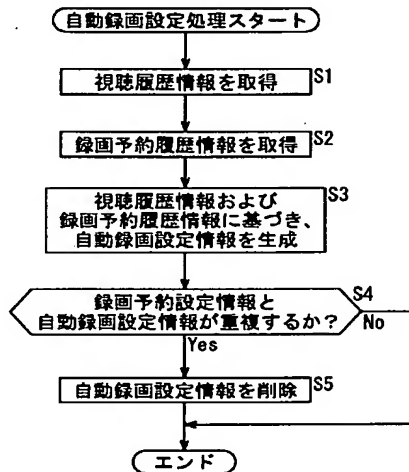 自動録画設定処理スタート
視聴履歴情報を取得
S1
録画予約履歴情報を取得
S2
視聴履歴情報および
録画予約履歴情報に基づき、
自動録画設定情報を生成
S3
録画予約設定情報と
自動録画設定情報が重複するか？
S4
No
Yes
自動録画設定情報を削除
S5
エンド